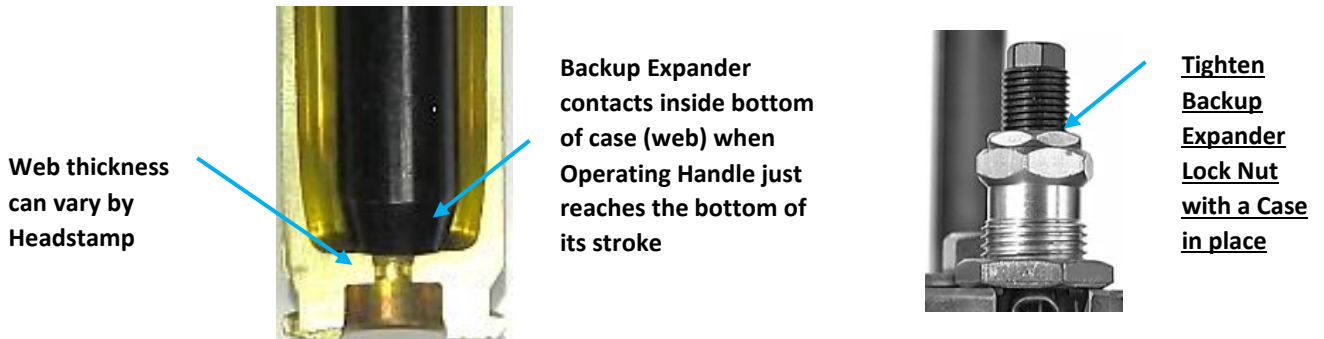 Web thickness
can vary by
Headstamp
Backup Expander
contacts inside bottom
of case (web) when
Operating Handle just
reaches the bottom of
its stroke
Tighten
Backup
Expander
Lock Nut
with a Case
in place